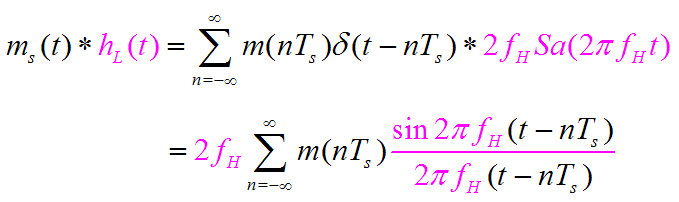 m_s(t) * h_L(t) = \sum_{n=-\infty}^{\infty} m(nT_s)\delta(t-nT_s) * 2f_H Sa(2\pi f_H t)
= 2f_H \sum_{n=-\infty}^{\infty} m(nT_s) \frac{\sin 2\pi f_H(t-nT_s)}{2\pi f_H(t-nT_s)}